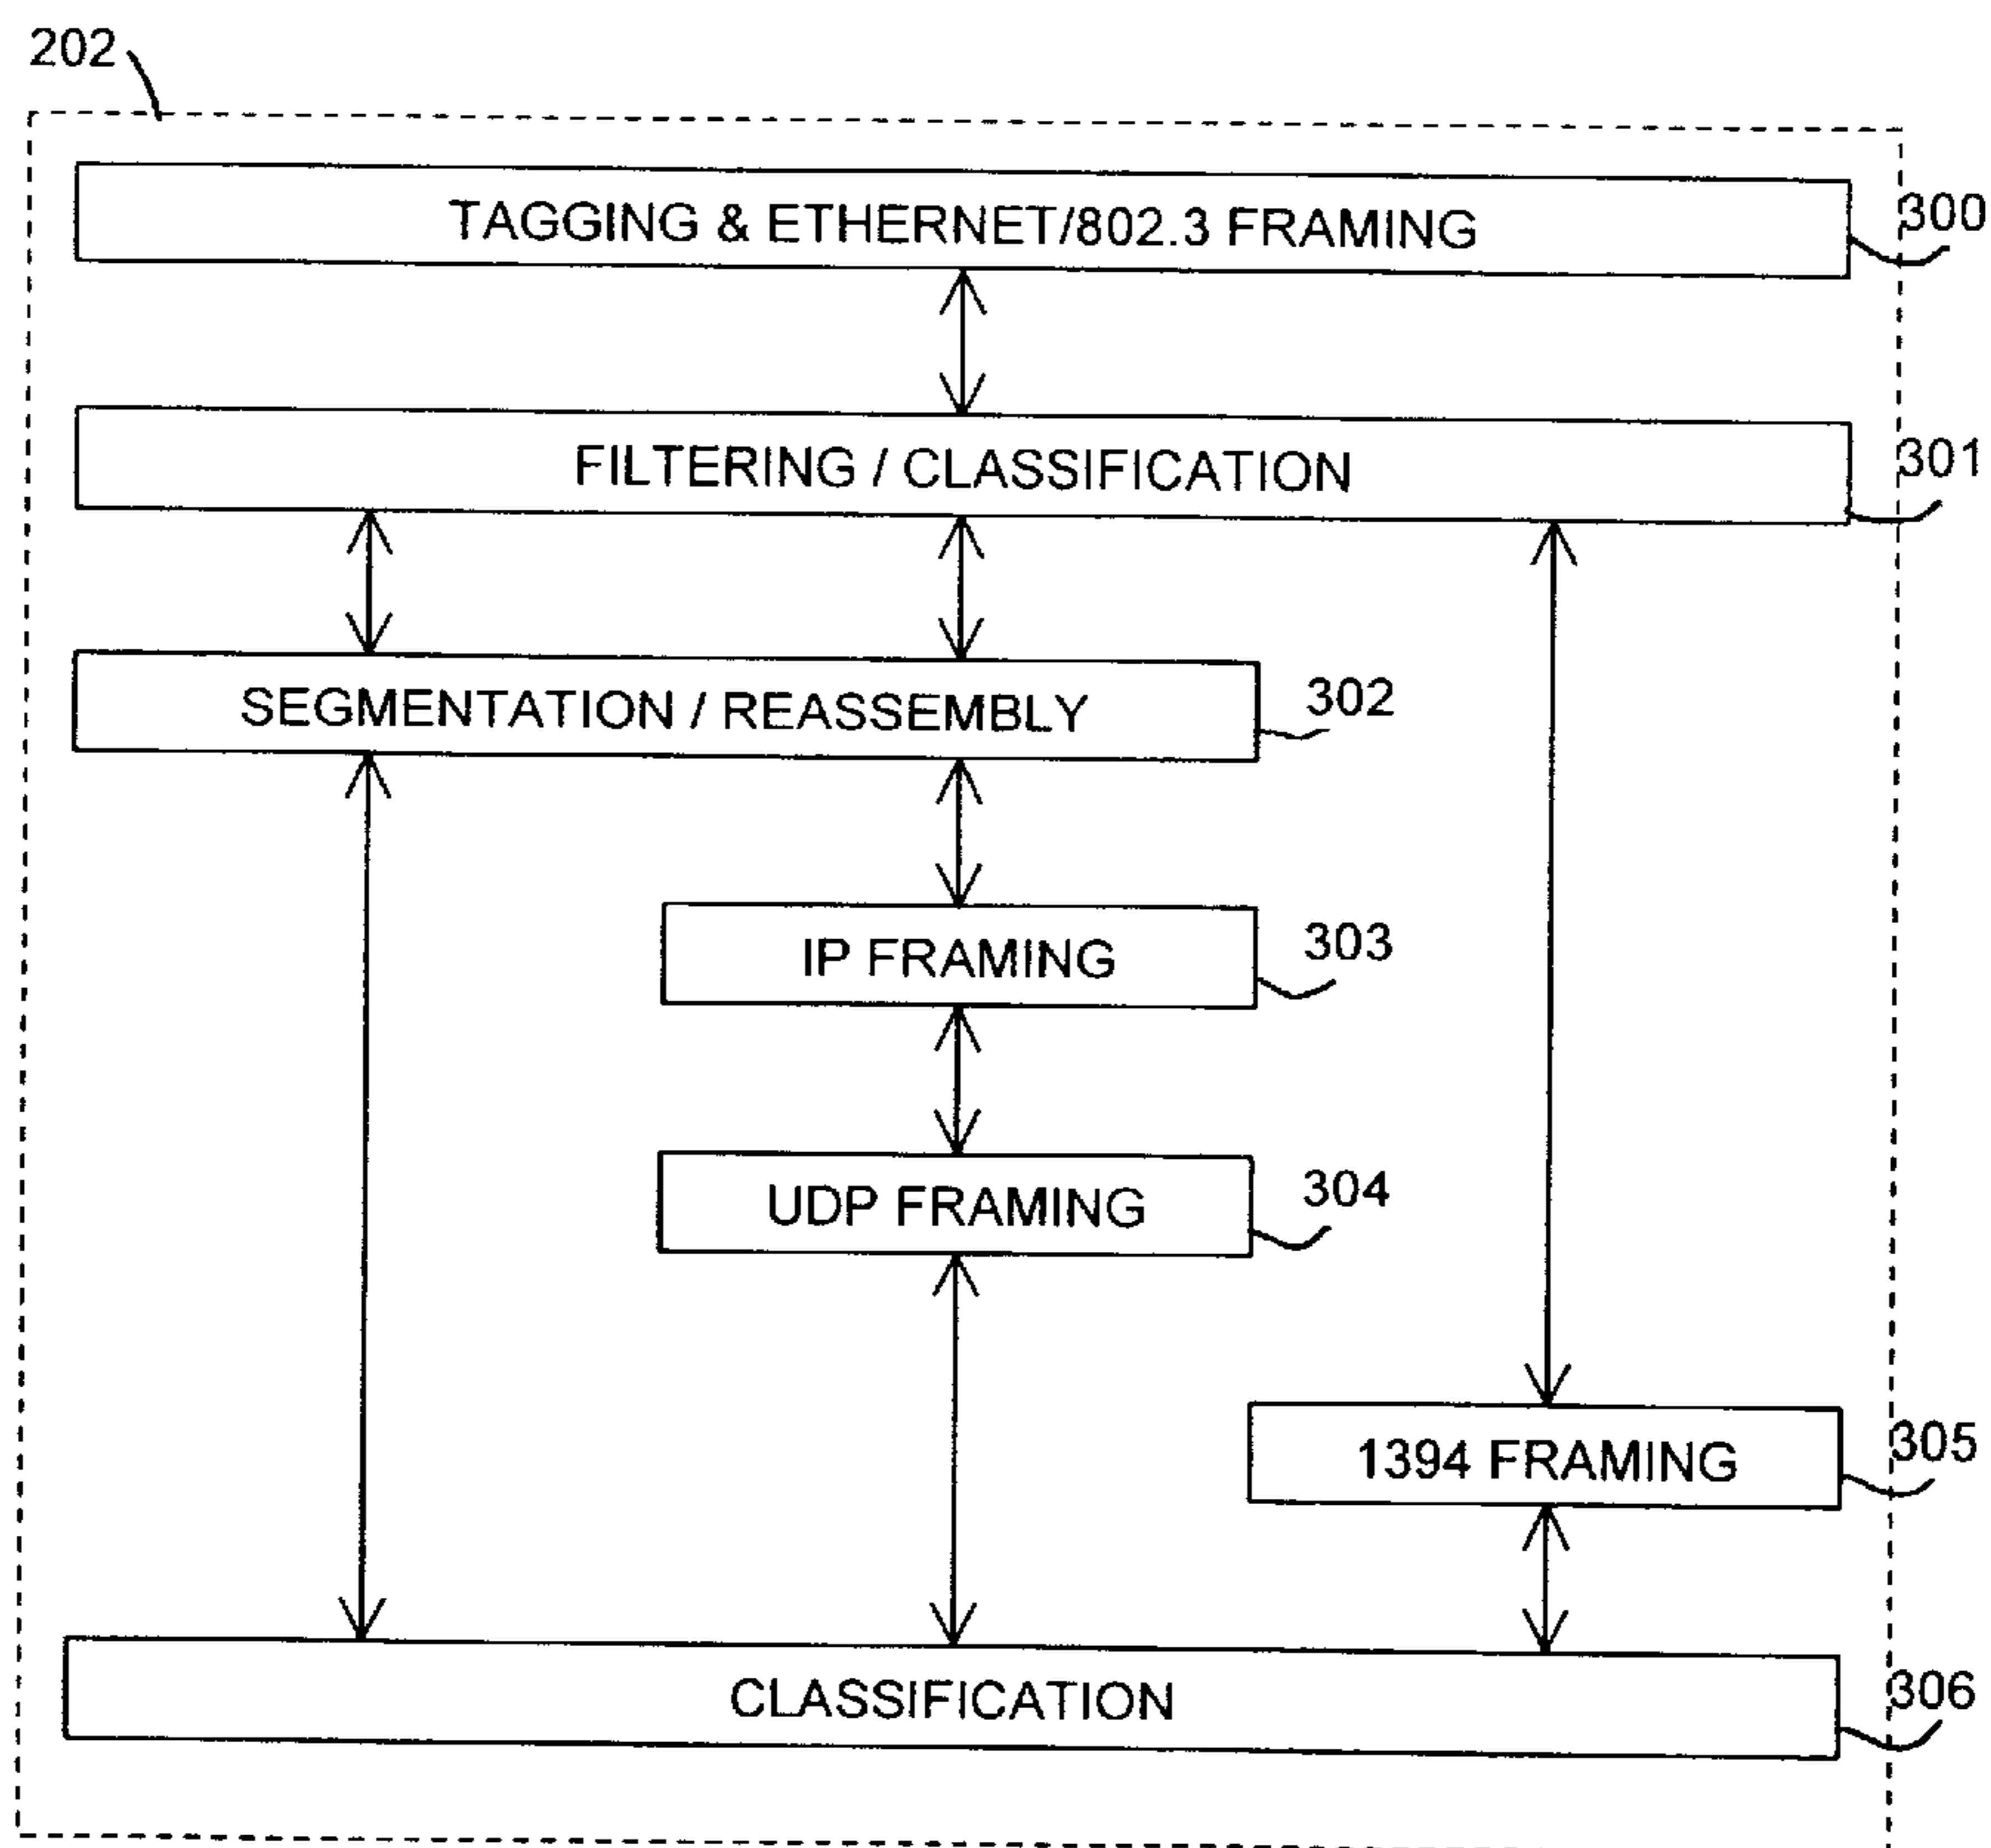 202
TAGGING & ETHERNET/802.3 FRAMING
300
FILTERING / CLASSIFICATION
301
SEGMENTATION / REASSEMBLY
302
IP FRAMING
303
UDP FRAMING
304
1394 FRAMING
305
CLASSIFICATION
306